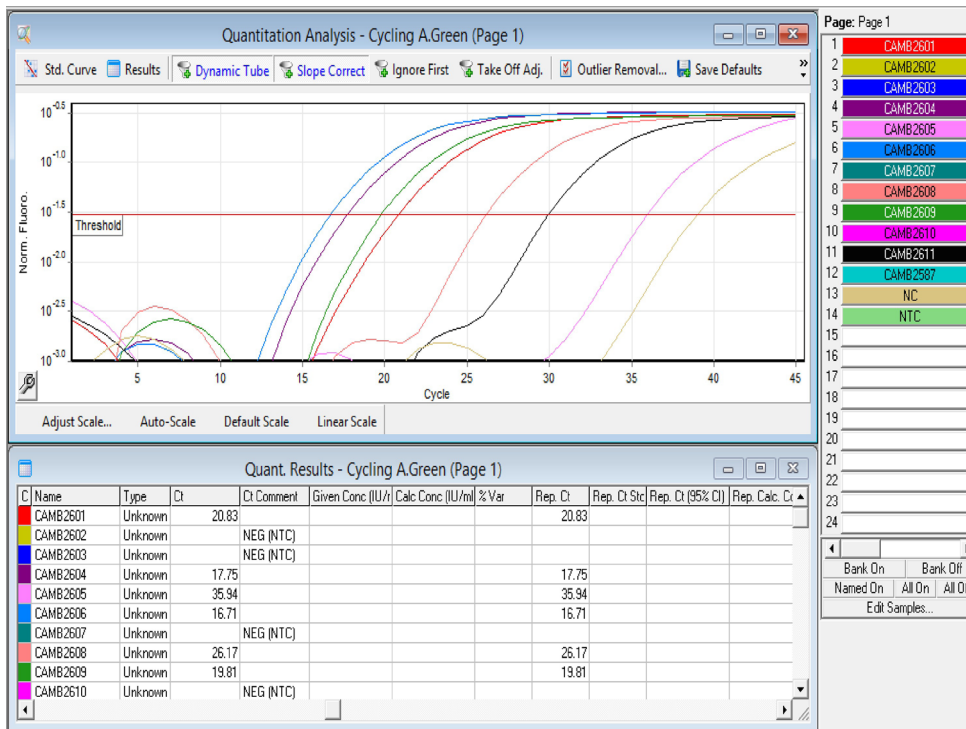 Quantitation Analysis - Cycling A.Green (Page 1)
Std. Curve Results Dynamic Tube Slope Correct Ignore First Take Off Adj. Outlier Removal... Save Defaults
Norm. Fluoro.
10^-0.5
10^-1.0
10^-1.5
Threshold
10^-2.0
10^-2.5
10^-3.0
5 10 15 20 25 30 35 40 45
Cycle
Adjust Scale... Auto-Scale Default Scale Linear Scale
Quant. Results - Cycling A.Green (Page 1)
C Name Type Ct Ct Comment Given Conc (IU/r Calc Conc (IU/ml % Var Rep. Ct Rep. Ct Stc Rep. Ct (95% CI) Rep. Calc. Cc
CAMB2601 Unknown 20.83 20.83
CAMB2602 Unknown NEG (NTC)
CAMB2603 Unknown NEG (NTC)
CAMB2604 Unknown 17.75 17.75
CAMB2605 Unknown 35.94 35.94
CAMB2606 Unknown 16.71 16.71
CAMB2607 Unknown NEG (NTC)
CAMB2608 Unknown 26.17 26.17
CAMB2609 Unknown 19.81 19.81
CAMB2610 Unknown NEG (NTC)
Page: Page 1
1 CAMB2601
2 CAMB2602
3 CAMB2603
4 CAMB2604
5 CAMB2605
6 CAMB2606
7 CAMB2607
8 CAMB2608
9 CAMB2609
10 CAMB2610
11 CAMB2611
12 CAMB2587
13 NC
14 NTC
15
16
17
18
19
20
21
22
23
24
Bank On Bank Off
Named On All On All Of
Edit Samples...